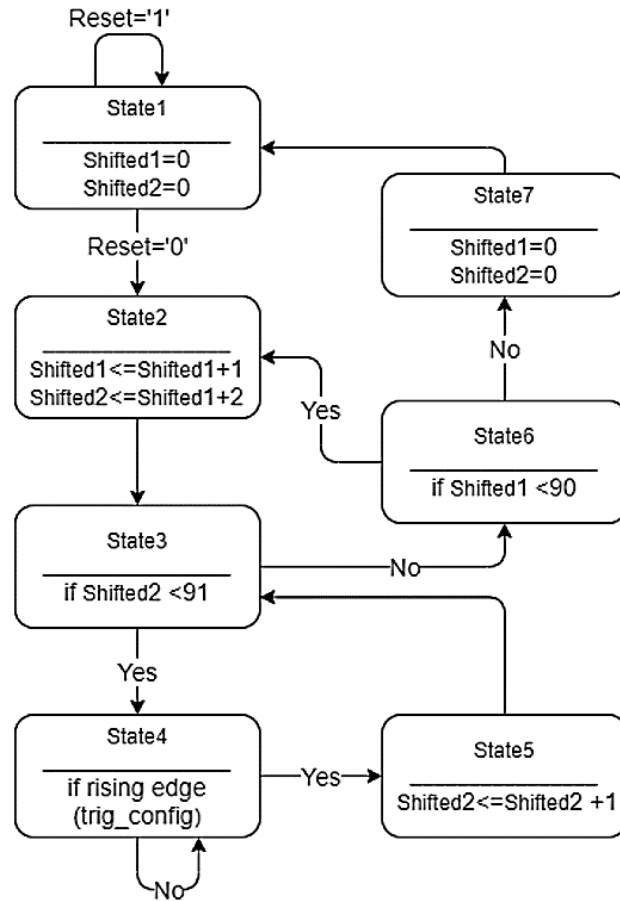 Reset='1'
State1
Shifted1=0
Shifted2=0
Reset='0'
State2
Shifted1<=Shifted1+1
Shifted2<=Shifted1+2
State3
if Shifted2 <91
Yes
State4
if rising edge
(trig_config)
No
Yes
State5
Shifted2<=Shifted2 +1
No
State6
if Shifted1 <90
Yes
No
State7
Shifted1=0
Shifted2=0